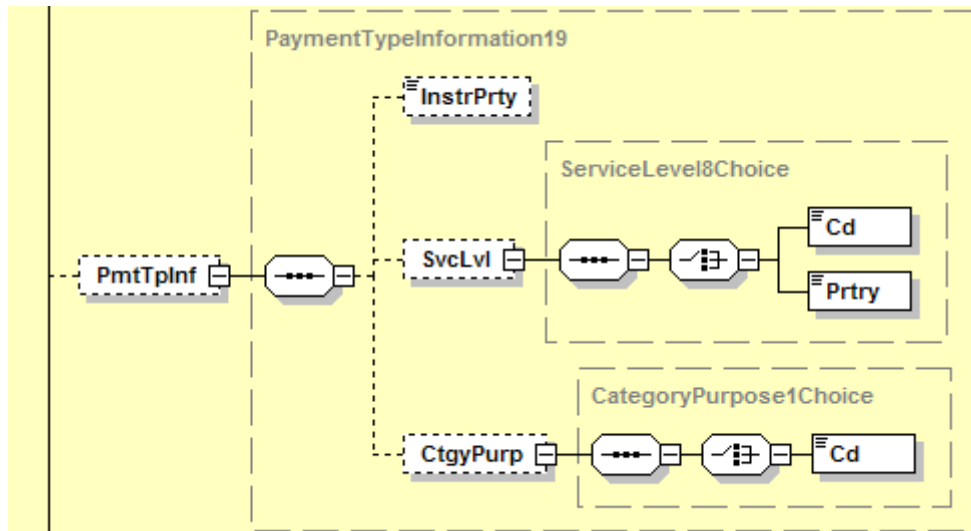 PaymentTypeInformation19
InstrPrty
ServiceLevel8Choice
Cd
PmtTpInf
SvcLvl
Prtry
CategoryPurpose1Choice
CtgyPurp
Cd